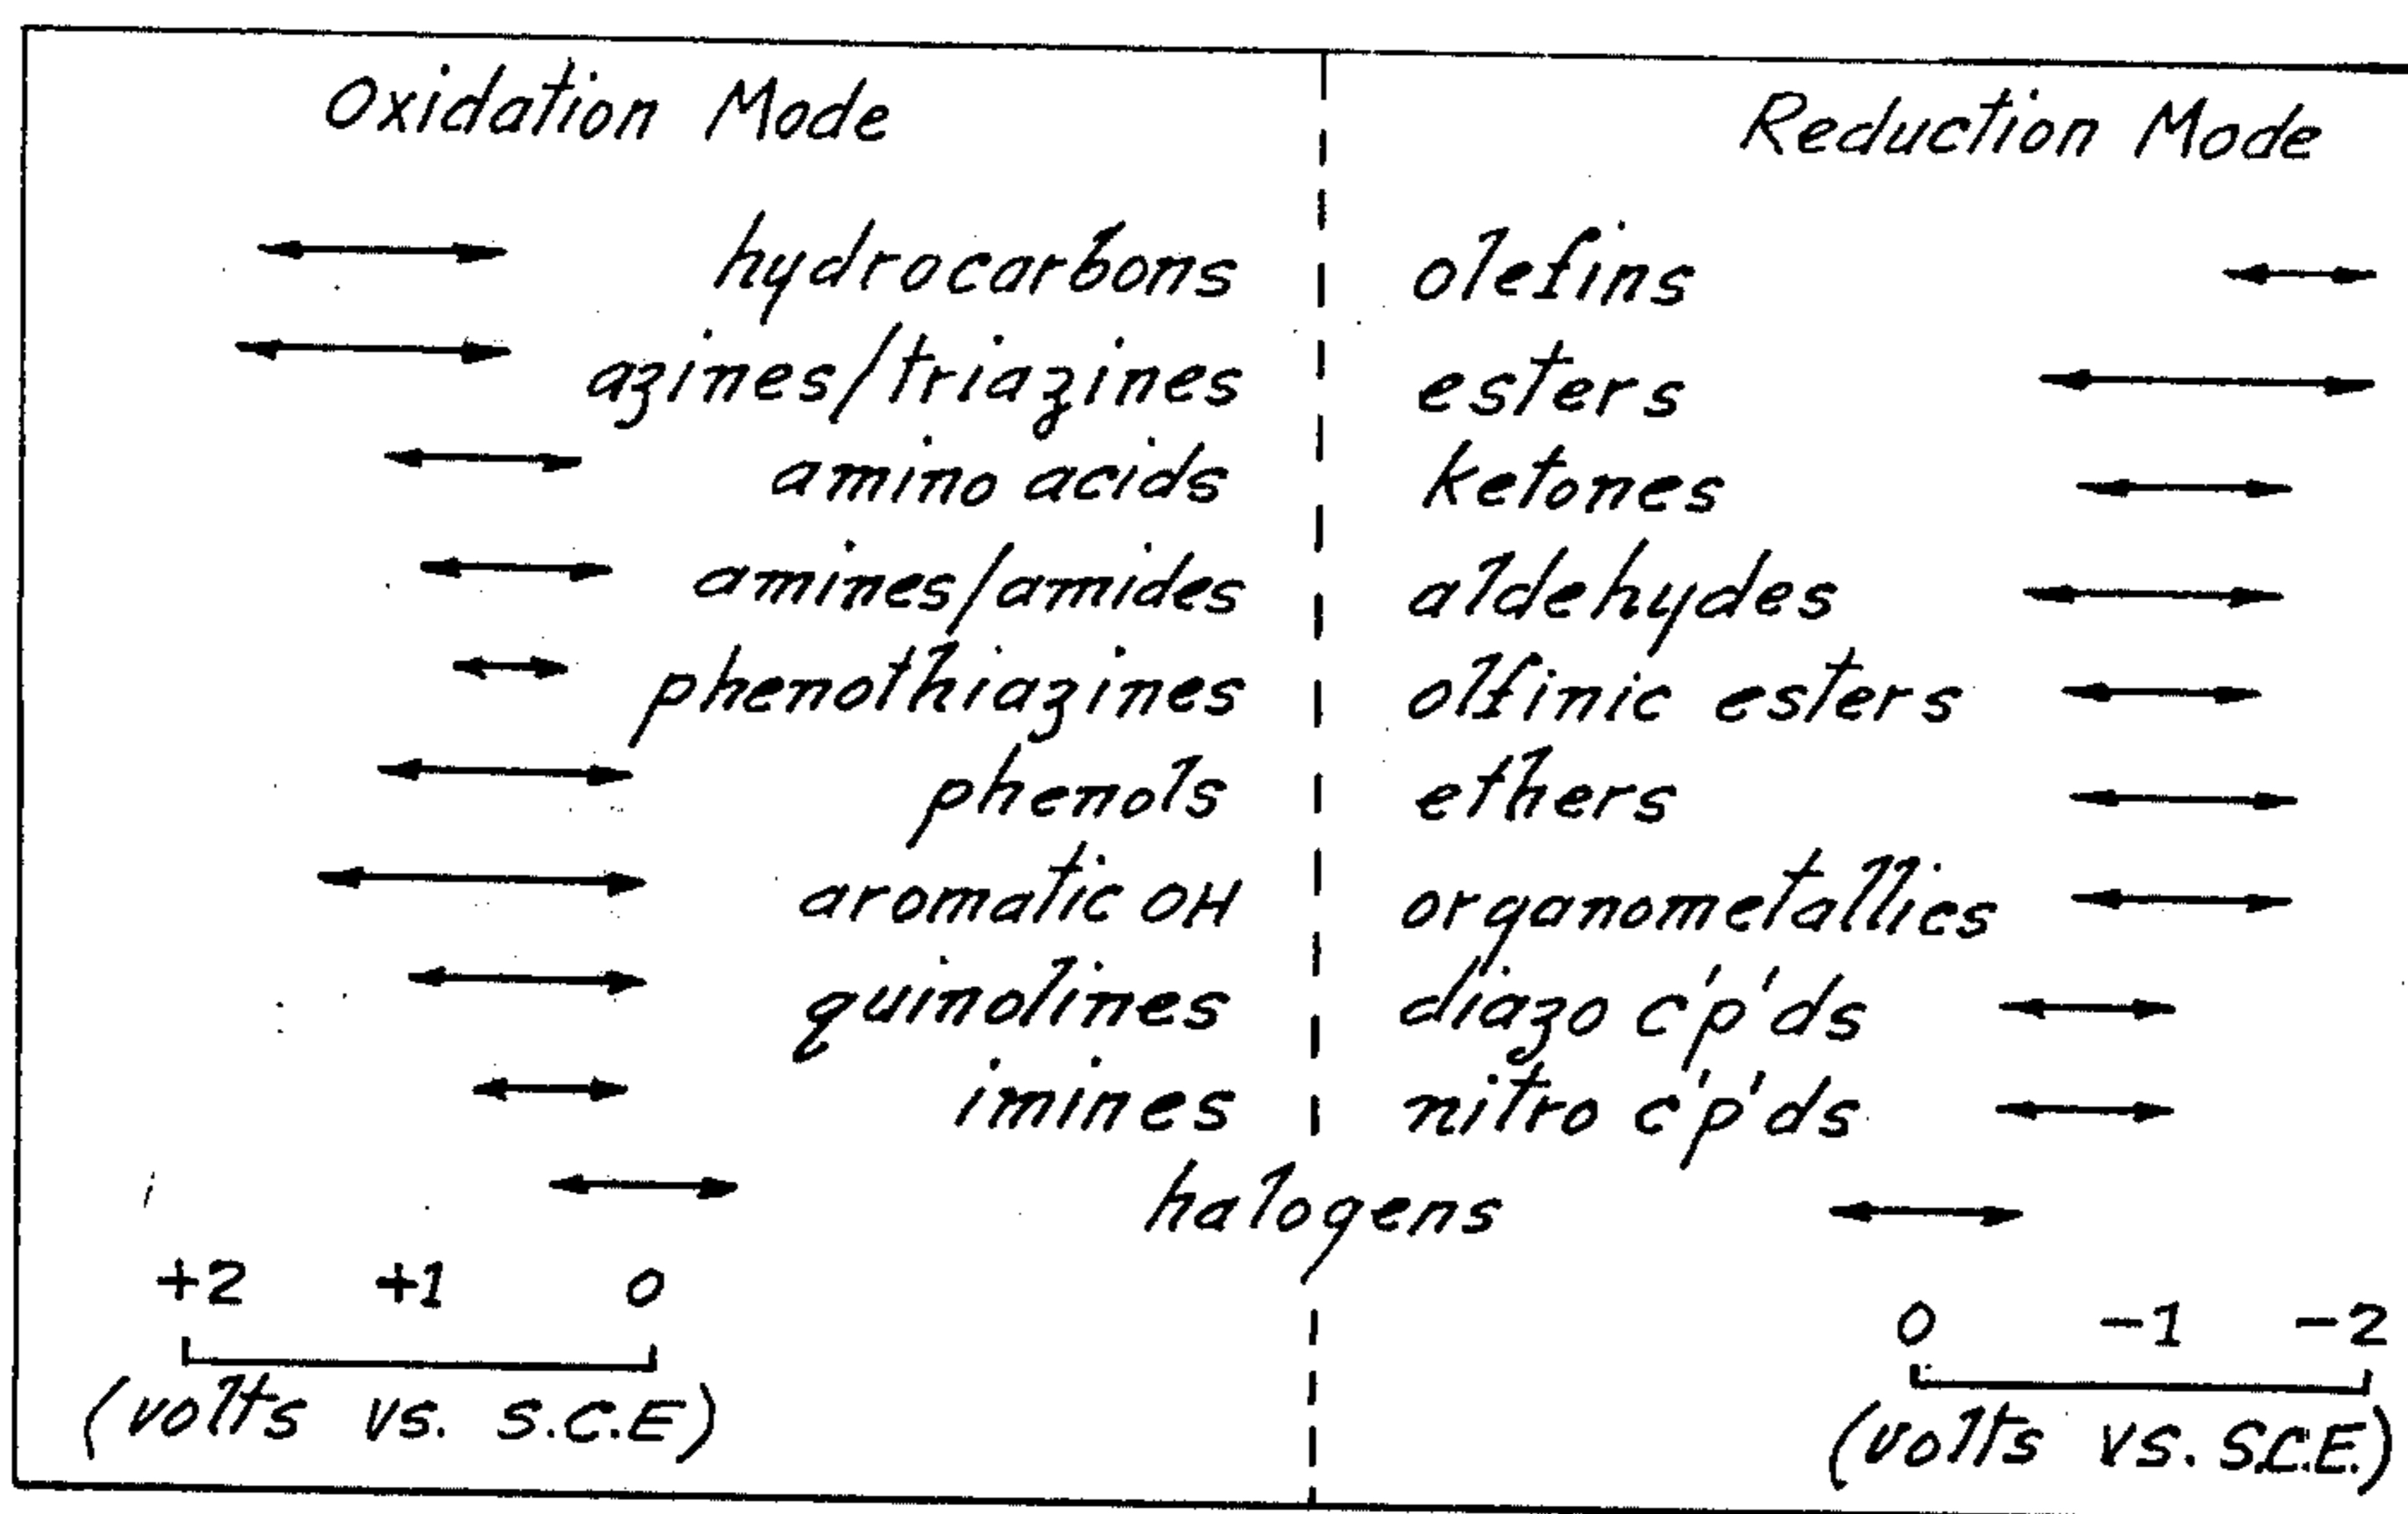 Oxidation Mode Reduction Mode
hydrocarbons olefins
azines/triazines esters
amino acids ketones
amines/amides aldehydes
phenothiazines olfinic esters
phenols ethers
aromatic OH organometallics
quinolines diazo c'p'ds
imines nitro c'p'ds
halogens
+2 +1 0 0 -1 -2
(volts vs. S.C.E) (volts vs. S.C.E.)